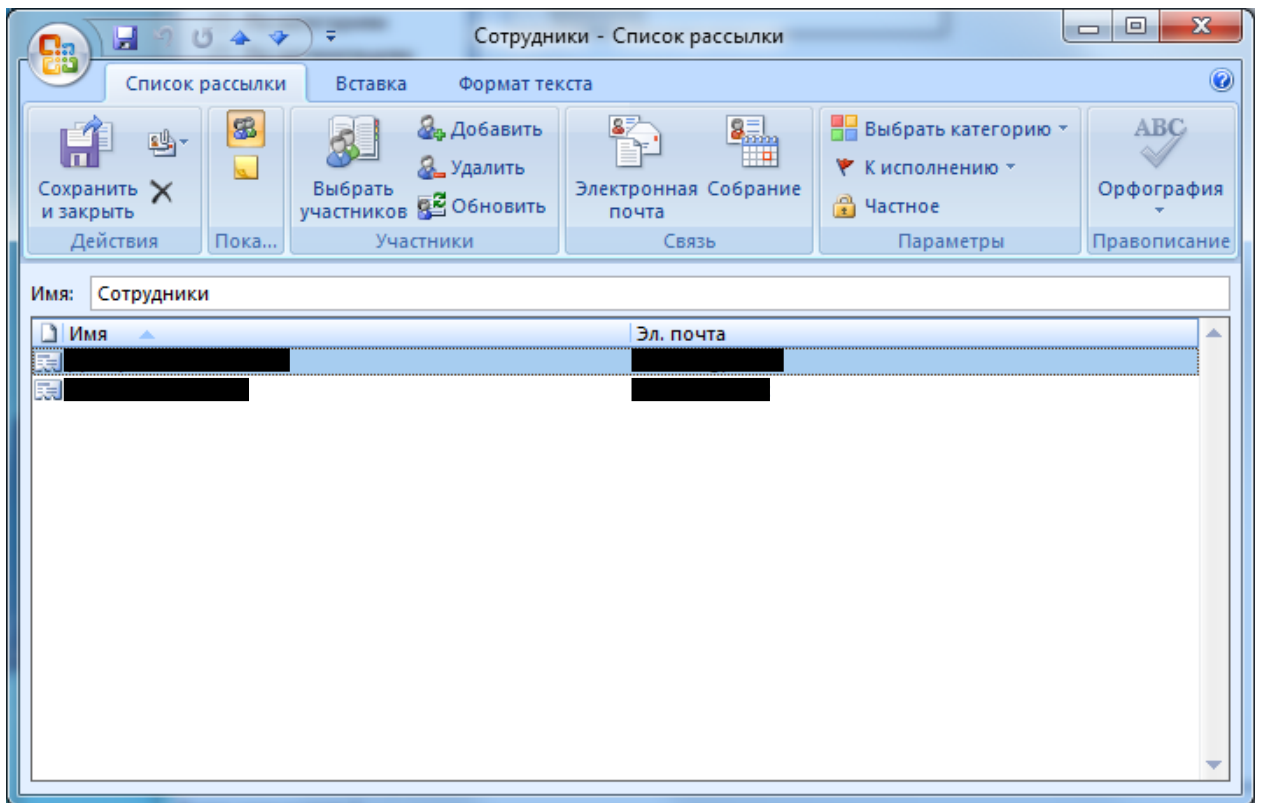 Сотрудники - Список рассылки
Список рассылки Вставка Формат текста
Сохранить и закрыть
Действия
Пока...
Выбрать участников
Добавить
Удалить
Обновить
Участники
Электронная почта
Собрание
Связь
Выбрать категорию
К исполнению
Частное
Параметры
ABC
Орфография
Правописание
Имя: Сотрудники
Имя Эл. почта